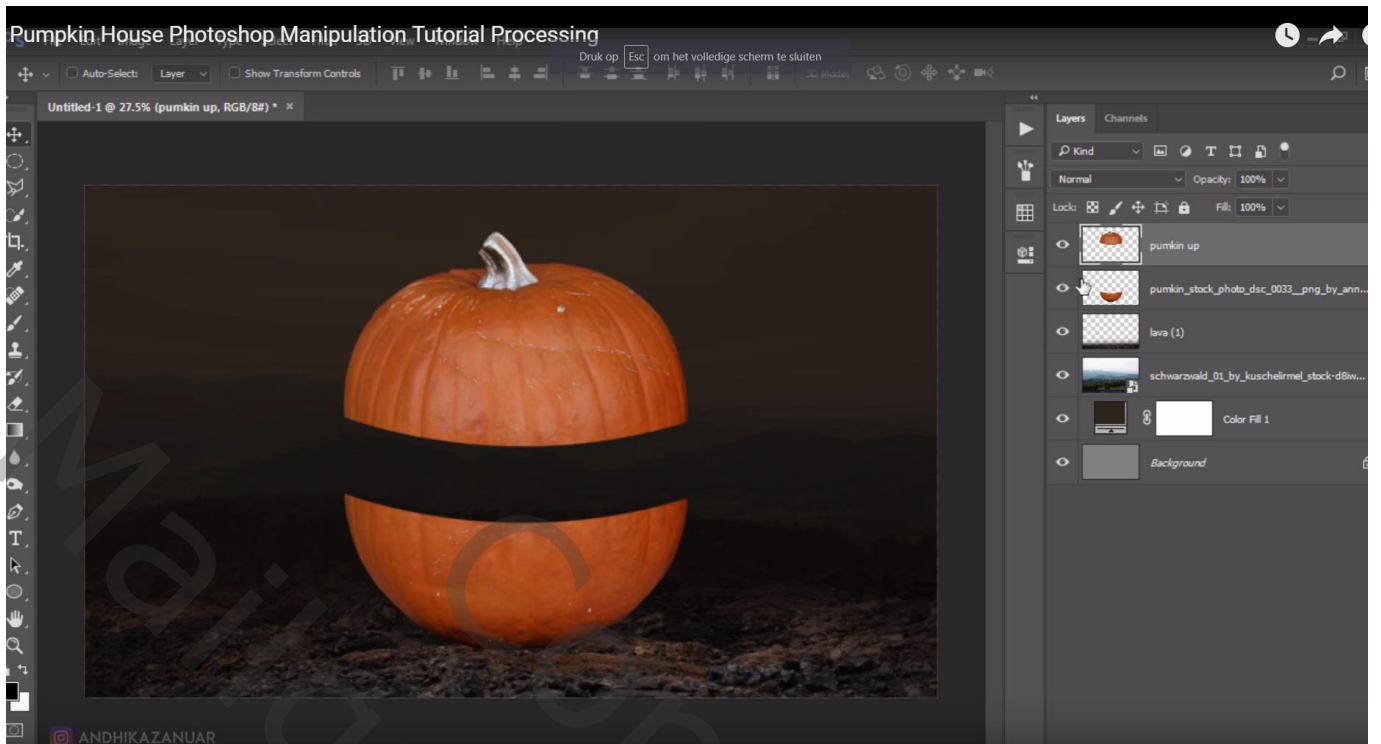 Pumpkin House Photoshop Manipulation Tutorial Processing
Druk op Esc om het volledige scherm te sluiten
Auto-Select: Layer Show Transform Controls
Untitled-1 @ 27.5% (pumkin up, RGB/8#) * ×
Layers Channels
Kind
Normal Opacity: 100%
Lock: Fill: 100%
pumkin up
pumkin_stock_photo_dsc_0033__png_by_ann...
lava (1)
schwarzwald_01_by_kuschelirmel_stock-d8iw...
Color Fill 1
Background
ANDHIKAZANUAR